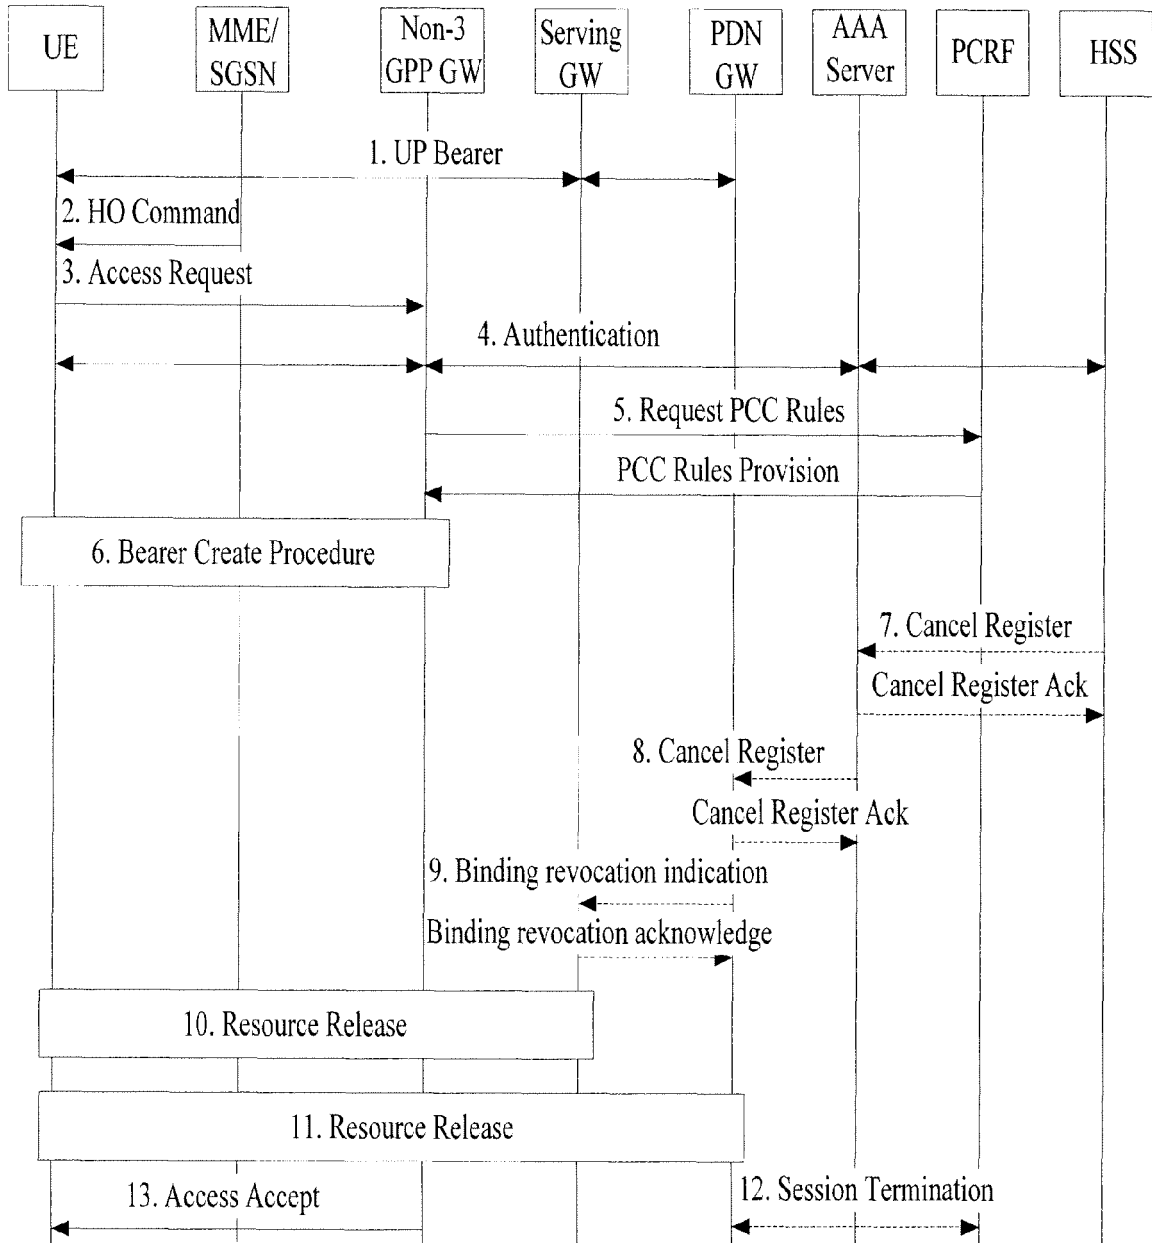 UE
MME/
SGSN
Non-3
GPP GW
Serving
GW
PDN
GW
AAA
Server
PCRF
HSS
1. UP Bearer
2. HO Command
3. Access Request
4. Authentication
5. Request PCC Rules
PCC Rules Provision
6. Bearer Create Procedure
7. Cancel Register
Cancel Register Ack
8. Cancel Register
Cancel Register Ack
9. Binding revocation indication
Binding revocation acknowledge
10. Resource Release
11. Resource Release
12. Session Termination
13. Access Accept